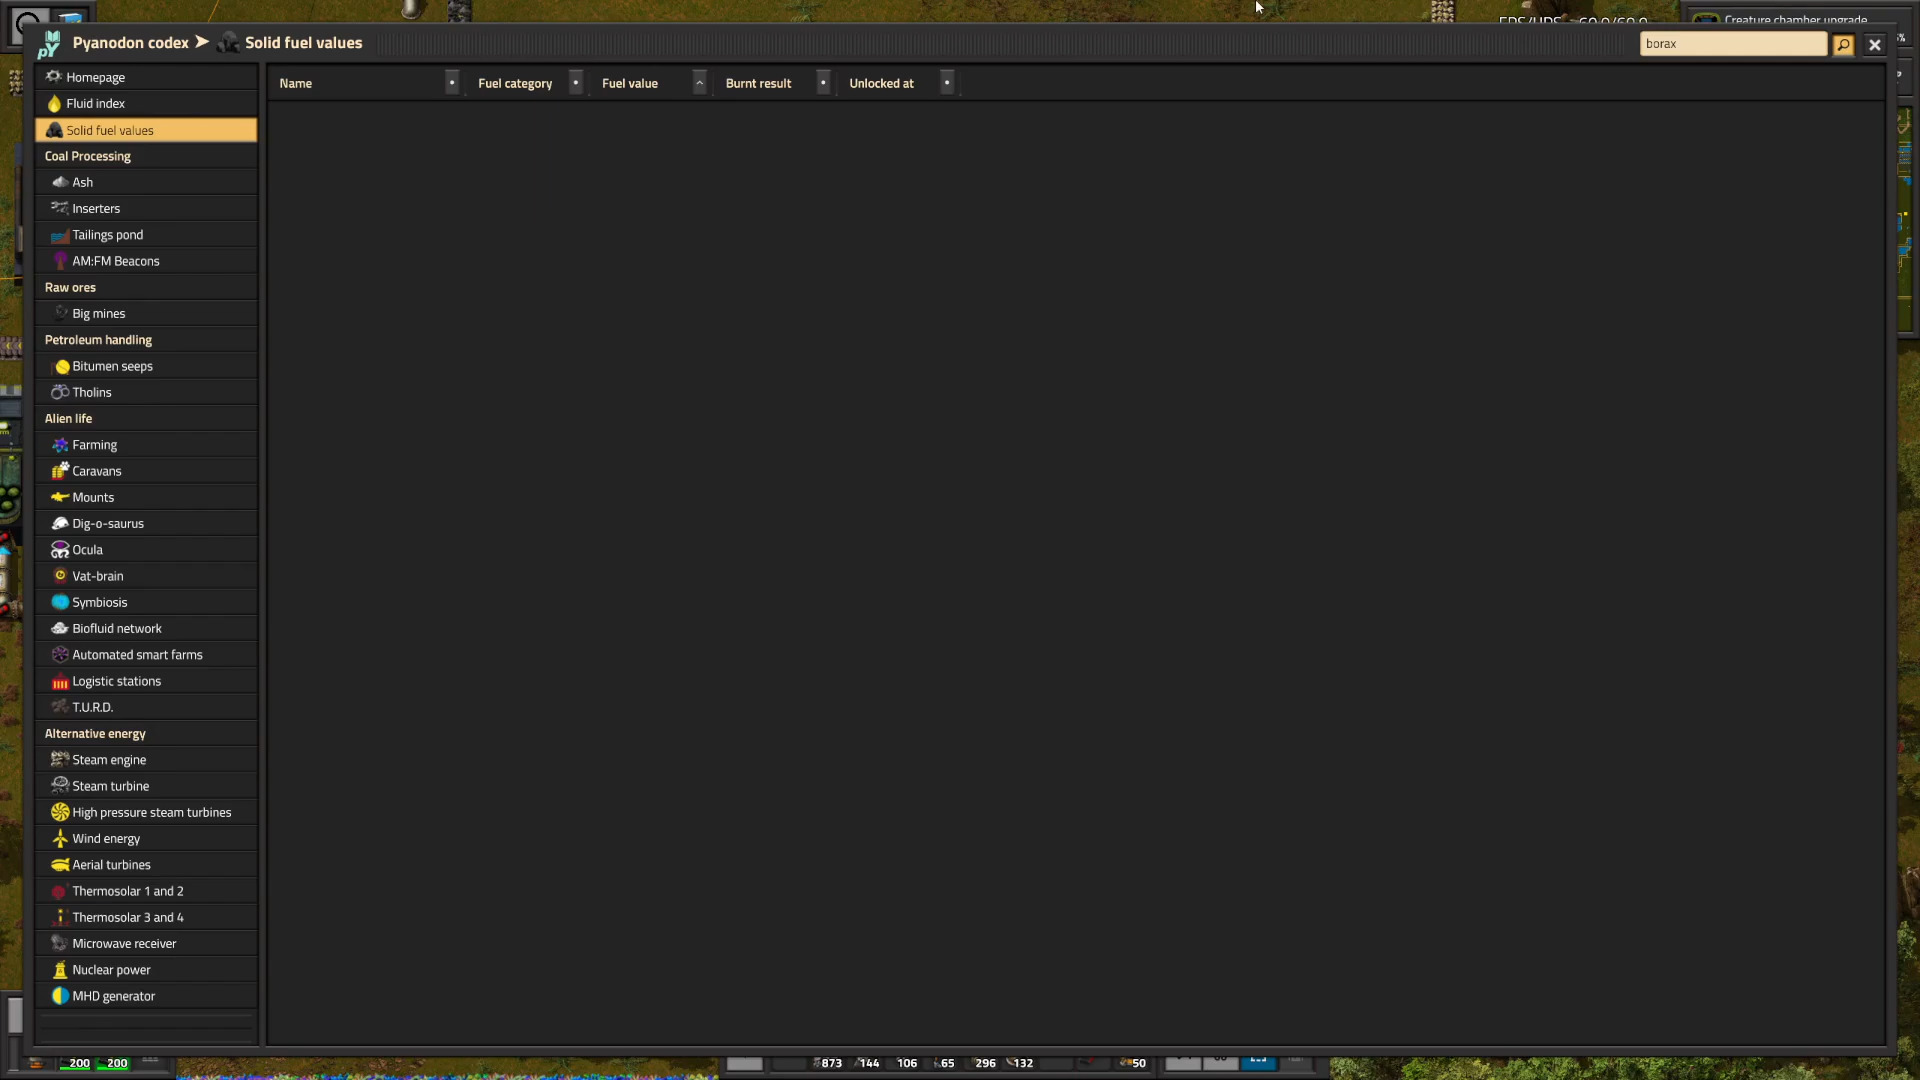 Pyanodon codex ➤ Solid fuel values
borax
Name
Fuel category
Fuel value
Burnt result
Unlocked at
Homepage
Fluid index
Solid fuel values
Coal Processing
Ash
Inserters
Tailings pond
AM:FM Beacons
Raw ores
Big mines
Petroleum handling
Bitumen seeps
Tholins
Alien life
Farming
Caravans
Mounts
Dig-o-saurus
Ocula
Vat-brain
Symbiosis
Biofluid network
Automated smart farms
Logistic stations
T.U.R.D.
Alternative energy
Steam engine
Steam turbine
High pressure steam turbines
Wind energy
Aerial turbines
Thermosolar 1 and 2
Thermosolar 3 and 4
Microwave receiver
Nuclear power
MHD generator
200 200 873 144 106 65 296 132 50